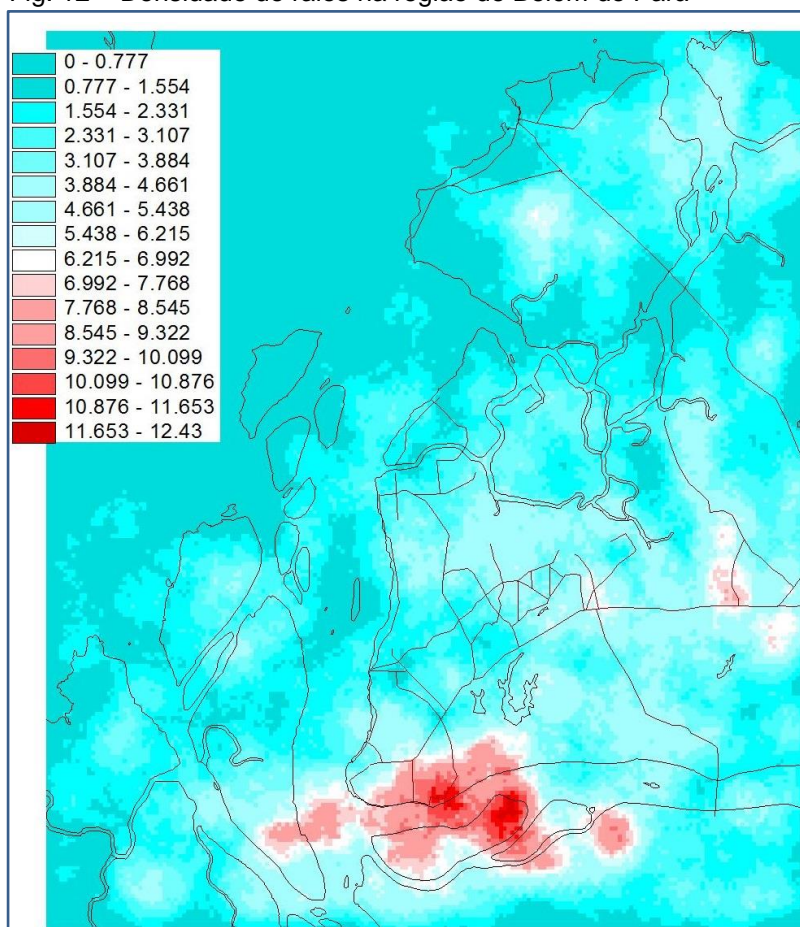 Fig. 12 – Densidade de raios na região de Belém do Pará
0 - 0.777
0.777 - 1.554
1.554 - 2.331
2.331 - 3.107
3.107 - 3.884
3.884 - 4.661
4.661 - 5.438
5.438 - 6.215
6.215 - 6.992
6.992 - 7.768
7.768 - 8.545
8.545 - 9.322
9.322 - 10.099
10.099 - 10.876
10.876 - 11.653
11.653 - 12.43